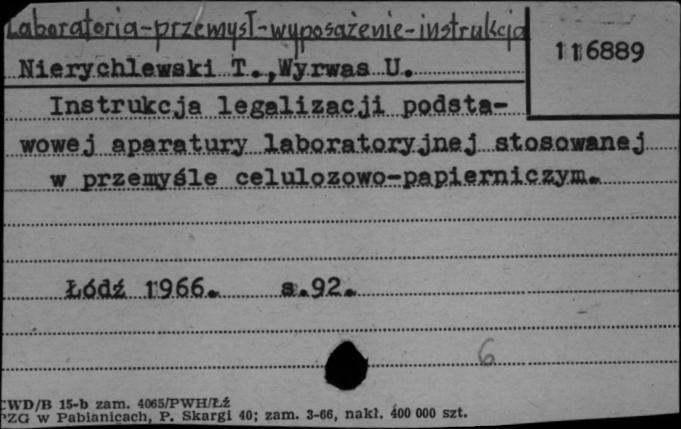 Laboratoria-przemysł-wyposażenie-instrukcja
116889
Nierychlewski T.,Wyrwas U.
Instrukcja legalizacji podsta-
wowej aparatury laboratoryjnej stosowanej
w przemyśle celulozowo-papierniczym.
Łódź 1966. s.92.
6
CWD/B 15-b zam. 4065/PWH/Łź
PZG w Pabianicach, P. Skargi 40; zam. 3-66, nakł. 400 000 szt.